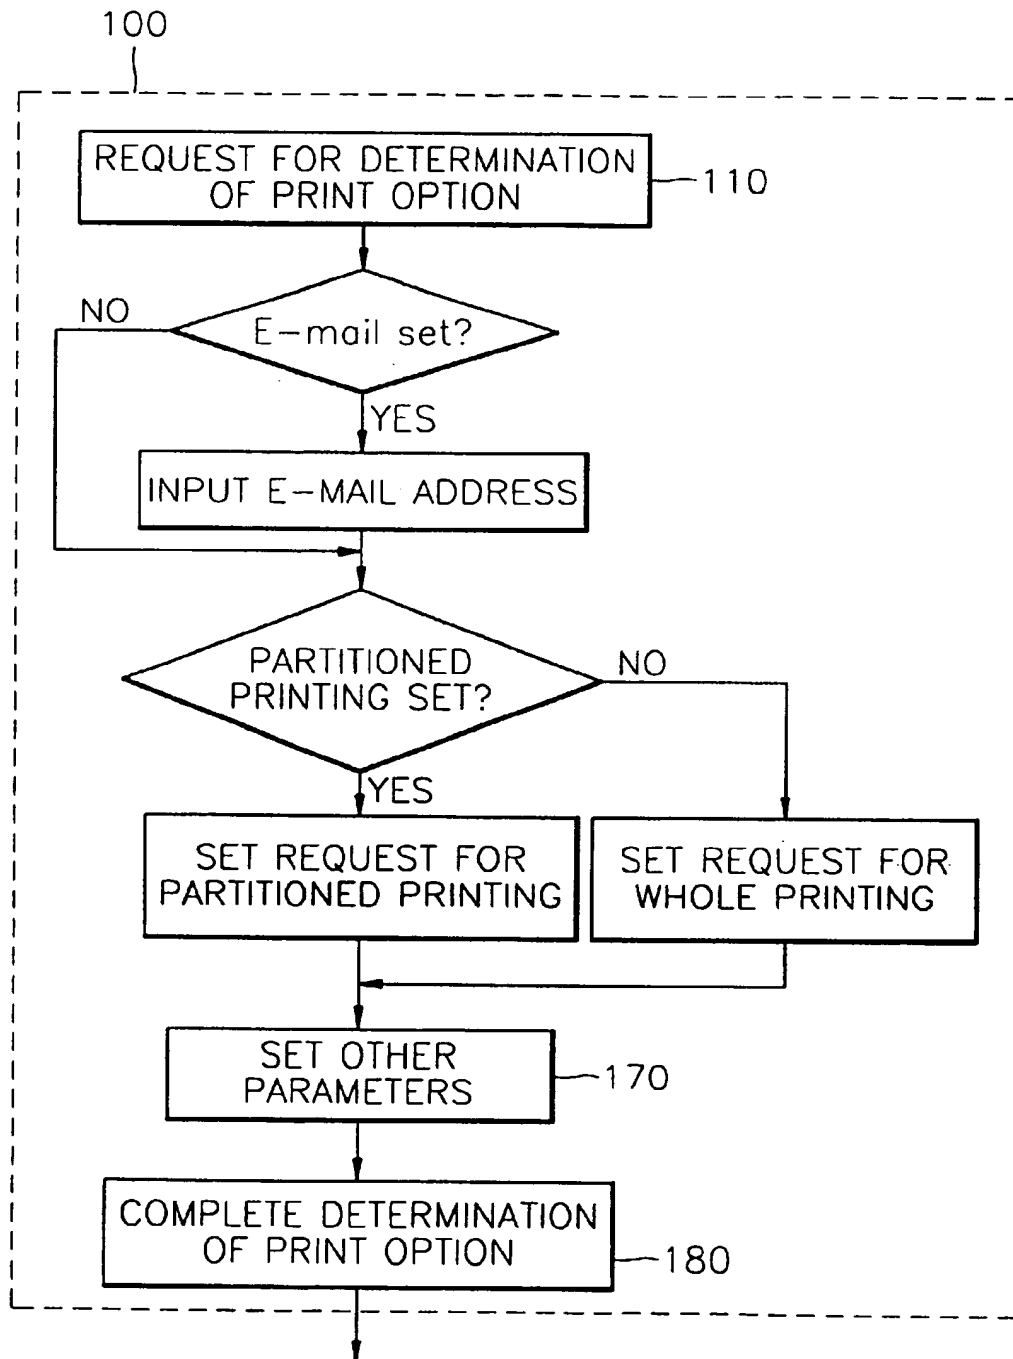 100
REQUEST FOR DETERMINATION
OF PRINT OPTION
110
NO
E-mail set?
YES
INPUT E-MAIL ADDRESS
PARTITIONED
PRINTING SET?
NO
YES
SET REQUEST FOR
PARTITIONED PRINTING
SET REQUEST FOR
WHOLE PRINTING
SET OTHER
PARAMETERS
170
COMPLETE DETERMINATION
OF PRINT OPTION
180